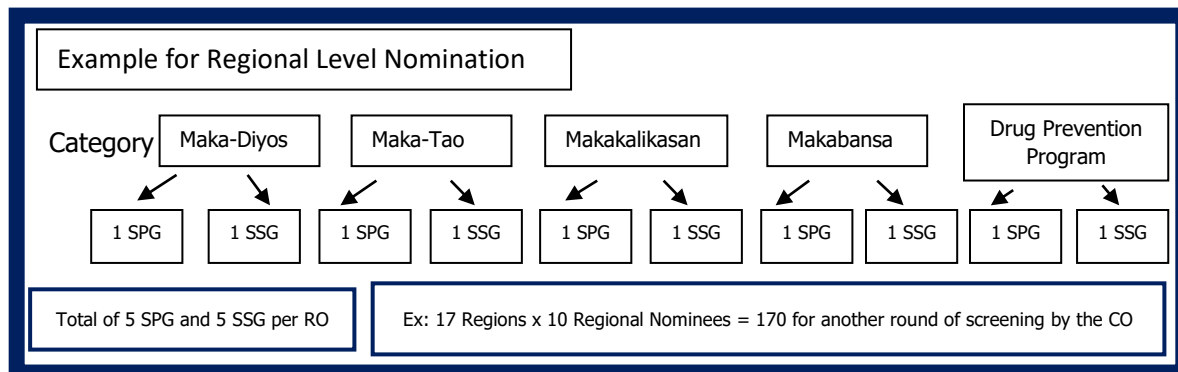 Example for Regional Level Nomination
Category
Maka-Diyos
Maka-Tao
Makakalikasan
Makabansa
Drug Prevention
Program
1 SPG
1 SSG
1 SPG
1 SSG
1 SPG
1 SSG
1 SPG
1 SSG
1 SPG
1 SSG
Total of 5 SPG and 5 SSG per RO
Ex: 17 Regions x 10 Regional Nominees = 170 for another round of screening by the CO